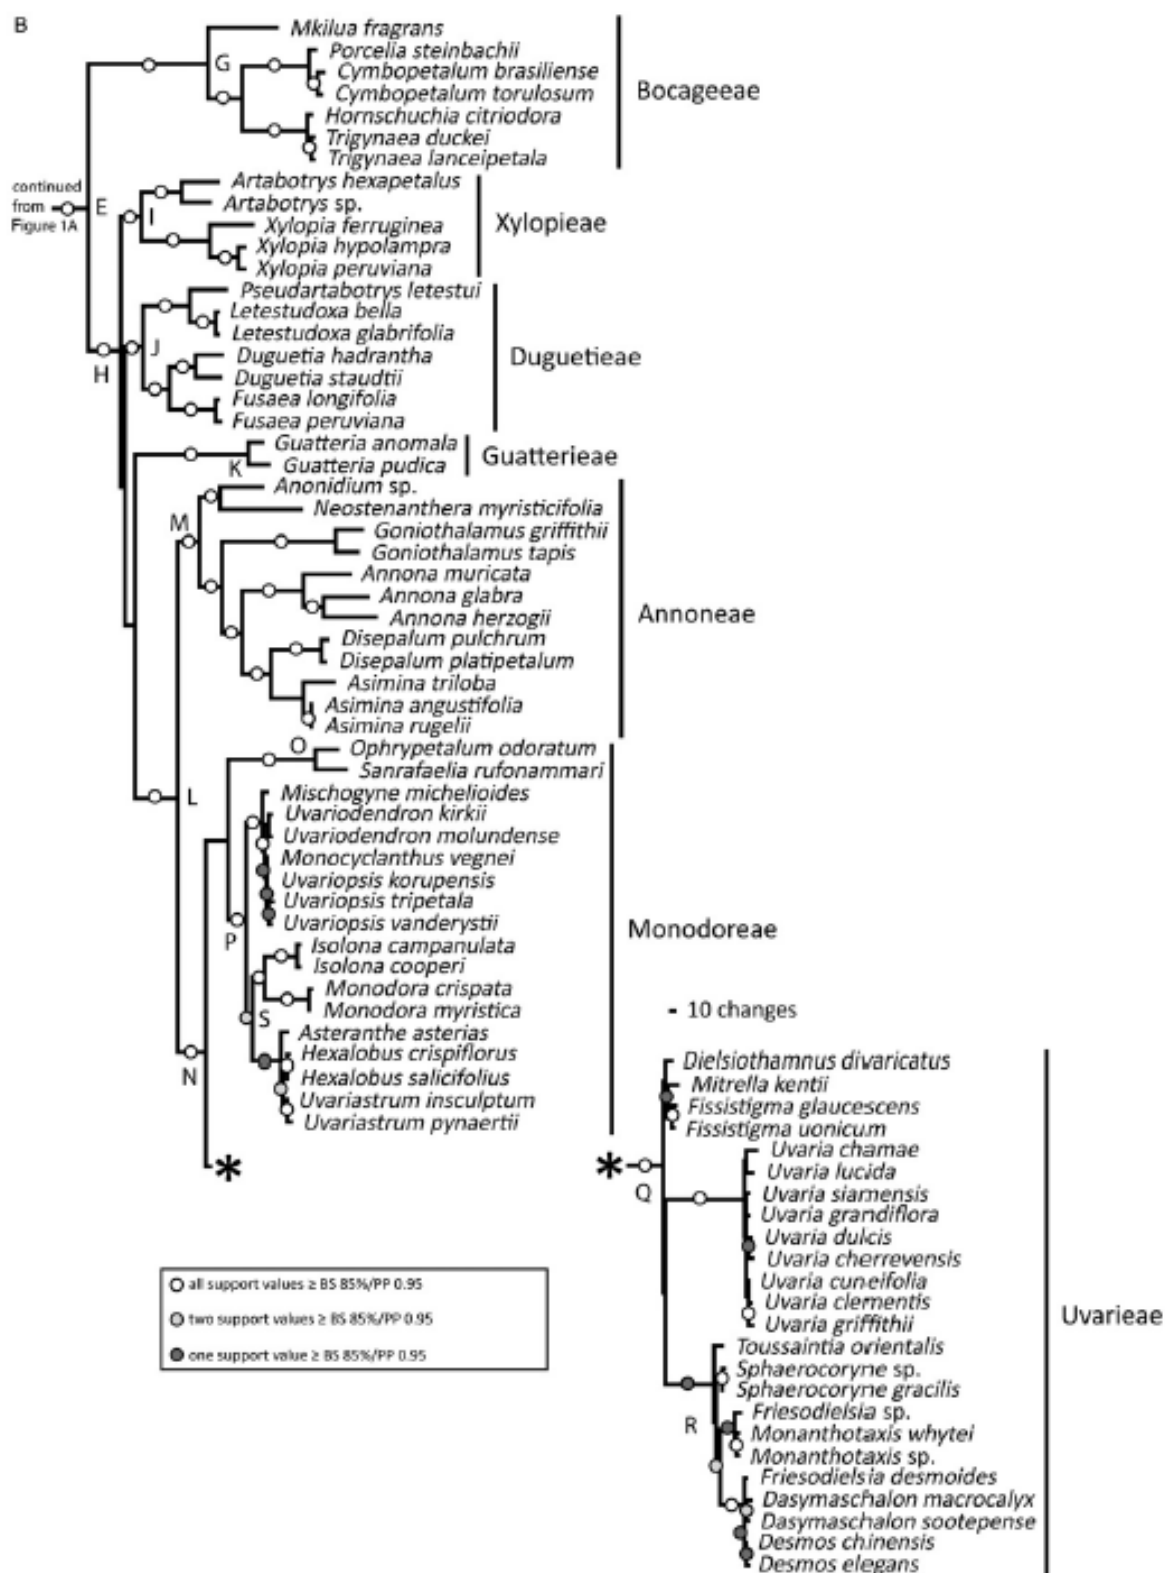 B
Mkilua fragrans
Porcelia steinbachii
G
Cymbopetalum brasiliense
Cymbopetalum torulosum
Bocageeae
Hornschuchia citriodora
Trigynaea duckei
Trigynaea lanceipetala
continued
from
Figure 1A
E
Artabotrys hexapetalus
Artabotrys sp.
I
Xylopia ferruginea
Xylopieae
Xylopia hypolampra
Xylopia peruviana
Pseudartabotrys letestui
Letestudoxa bella
Letestudoxa glabrifolia
J
Duguetia hadrantha
Duguetieae
H
Duguetia staudtii
Fusaea longifolia
Fusaea peruviana
Guatteria anomala
Guatterieae
K
Guatteria pudica
Anonidium sp.
Neostenanthera myristicifolia
M
Goniothalamus griffithii
Goniothalamus tapis
Annona muricata
Annona glabra
Annona herzogii
Annoneae
Disepalum pulchrum
Disepalum platipetalum
Asimina triloba
Asimina angustifolia
Asimina rugelii
O
Ophrypetalum odoratum
Sanrafaelia rufonammari
L
Mischogyne michelioides
Uvariodendron kirkii
Uvariodendron molundense
Monocyclanthus vegnei
Uvariopsis korupensis
Uvariopsis tripetala
Uvariopsis vanderystii
Monodoreae
P
Isolona campanulata
Isolona cooperi
Monodora crispata
Monodora myristica
S
Asteranthe asterias
Hexalobus crispiflorus
N
Hexalobus salicifolius
Uvariastrum insculptum
Uvariastrum pynaertii
*
- 10 changes
Dielsiothamnus divaricatus
Mitrella kentii
Fissistigma glaucescens
Fissistigma uonicum
*
Q
Uvaria chamae
Uvaria lucida
Uvaria siamensis
Uvaria grandiflora
Uvaria dulcis
Uvaria cherrevensis
Uvaria cuneifolia
Uvaria clementis
Uvaria griffithii
Uvarieae
Toussaintia orientalis
Sphaerocoryne sp.
Sphaerocoryne gracilis
R
Friesodielsia sp.
Monanthotaxis whytei
Monanthotaxis sp.
Friesodielsia desmoides
Dasymaschalon macrocalyx
Dasymaschalon sootepense
Desmos chinensis
Desmos elegans
all support values ≥ BS 85%/PP 0.95
two support values ≥ BS 85%/PP 0.95
one support value ≥ BS 85%/PP 0.95